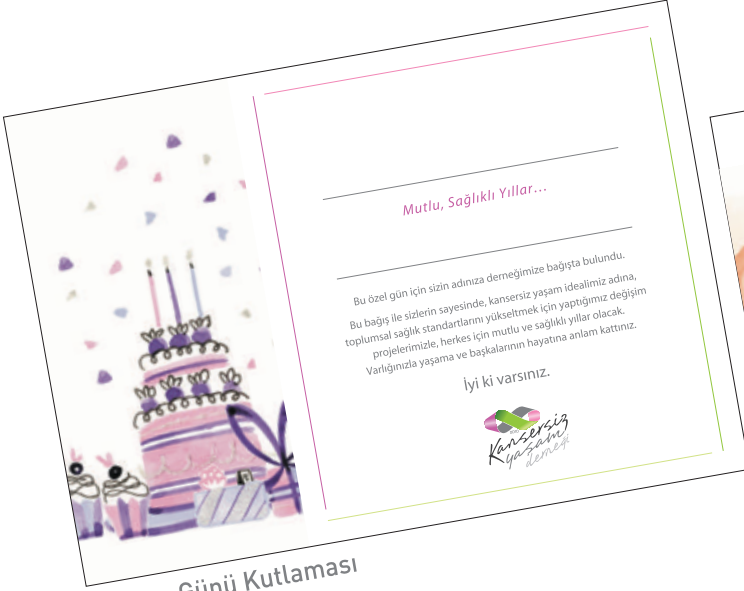 Mutlu, Sağlıklı Yıllar...
Bu özel gün için sizin adınıza derneğimize bağışta bulundu.
Bu bağış ile sizlerin sayesinde, kansersiz yaşam idealimiz adına,
toplumsal sağlık standartlarını yükseltmek için yaptığımız değişim
projelerimizle, herkes için mutlu ve sağlıklı yıllar olacak.
Varlığınızla yaşama ve başkalarının hayatına anlam kattınız.
İyi ki varsınız.
Kansersiz
yaşam
derneği
Günü Kutlaması